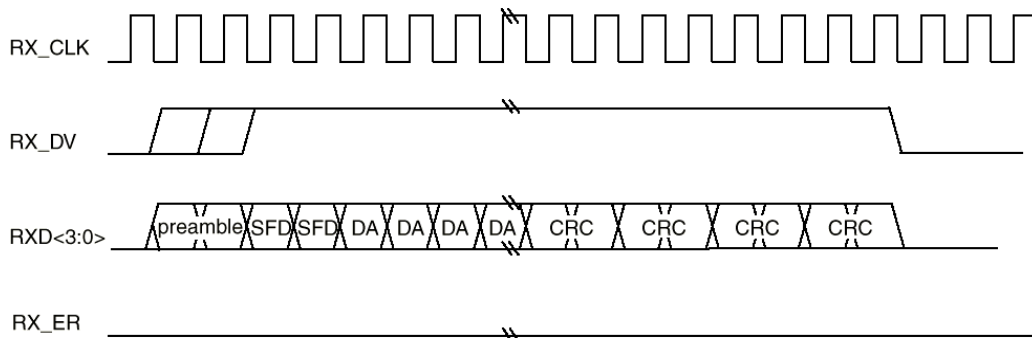 RX_CLK
RX_DV
RXD<3:0> preamble SFD SFD DA DA DA DA CRC CRC CRC CRC
RX_ER